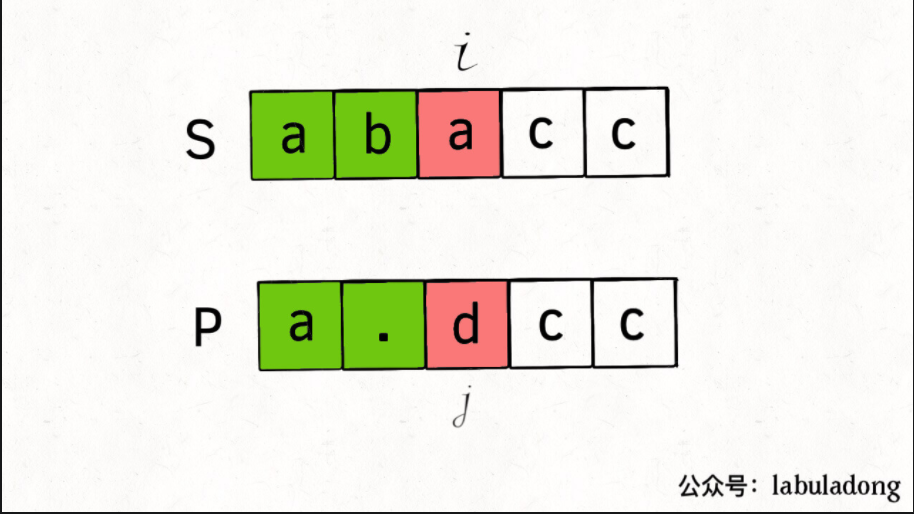 i
S a b a c c
P a . d c c
j
公众号：labuladong